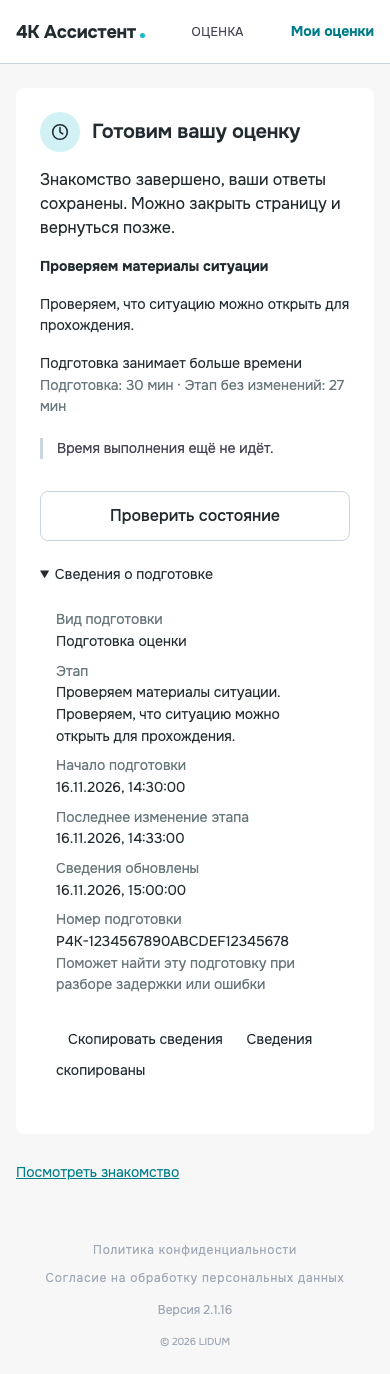 4K Ассистент
ОЦЕНКА
Мои оценки
Готовим вашу оценку
Знакомство завершено, ваши ответы
сохранены. Можно закрыть страницу и
вернуться позже.
Проверяем материалы ситуации
Проверяем, что ситуацию можно открыть для
прохождения.
Подготовка занимает больше времени
Подготовка: 30 мин · Этап без изменений: 27
мин
Время выполнения ещё не идёт.
Проверить состояние
▼ Сведения о подготовке
Вид подготовки
Подготовка оценки
Этап
Проверяем материалы ситуации.
Проверяем, что ситуацию можно
открыть для прохождения.
Начало подготовки
16.11.2026, 14:30:00
Последнее изменение этапа
16.11.2026, 14:33:00
Сведения обновлены
16.11.2026, 15:00:00
Номер подготовки
P4K-1234567890ABCDEF12345678
Поможет найти эту подготовку при
разборе задержки или ошибки
Скопировать сведения Сведения
скопированы
Посмотреть знакомство
Политика конфиденциальности
Согласие на обработку персональных данных
Версия 2.1.16
© 2026 LIDUM